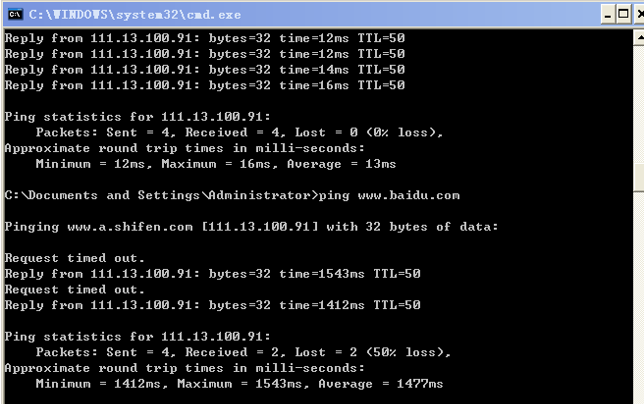 C:\WINDOWS\system32\cmd.exe
Reply from 111.13.100.91: bytes=32 time=12ms TTL=50
Reply from 111.13.100.91: bytes=32 time=12ms TTL=50
Reply from 111.13.100.91: bytes=32 time=14ms TTL=50
Reply from 111.13.100.91: bytes=32 time=16ms TTL=50
Ping statistics for 111.13.100.91:
Packets: Sent = 4, Received = 4, Lost = 0 (0% loss),
Approximate round trip times in milli-seconds:
Minimum = 12ms, Maximum = 16ms, Average = 13ms
C:\Documents and Settings\Administrator>ping www.baidu.com
Pinging www.a.shifen.com [111.13.100.91] with 32 bytes of data:
Request timed out.
Reply from 111.13.100.91: bytes=32 time=1543ms TTL=50
Request timed out.
Reply from 111.13.100.91: bytes=32 time=1412ms TTL=50
Ping statistics for 111.13.100.91:
Packets: Sent = 4, Received = 2, Lost = 2 (50% loss),
Approximate round trip times in milli-seconds:
Minimum = 1412ms, Maximum = 1543ms, Average = 1477ms